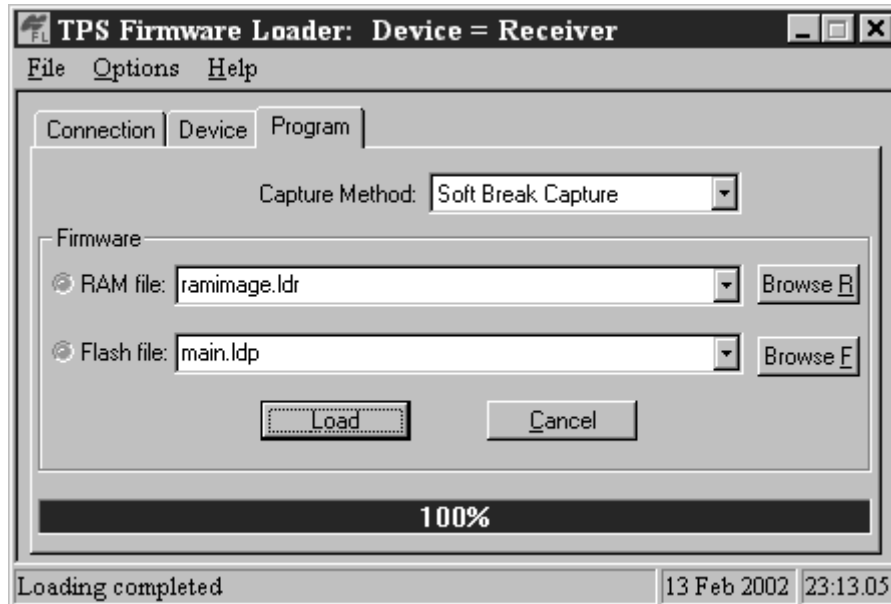 FL TPS Firmware Loader: Device = Receiver
File Options Help
Connection Device Program
Capture Method: Soft Break Capture
Firmware
RAM file: ramimage.ldr Browse R
Flash file: main.ldp Browse F
Load Cancel
100%
Loading completed 13 Feb 2002 23:13.05